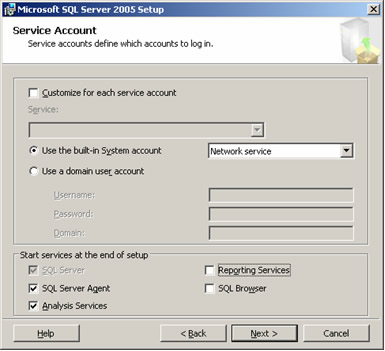 Microsoft SQL Server 2005 Setup
Service Account
Service accounts define which accounts to log in.
Customize for each service account
Service:
Use the built-in System account
Network service
Use a domain user account
Username:
Password:
Domain:
Start services at the end of setup
SQL Server
Reporting Services
SQL Server Agent
SQL Browser
Analysis Services
Help
< Back
Next >
Cancel